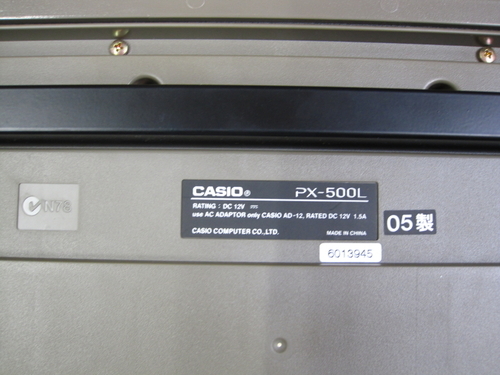 N78
CASIO® PX-500L
RATING : DC 12V ⎓
use AC ADAPTOR only CASIO AD-12, RATED DC 12V 1.5A
CASIO COMPUTER CO.,LTD. MADE IN CHINA
05製
6013945